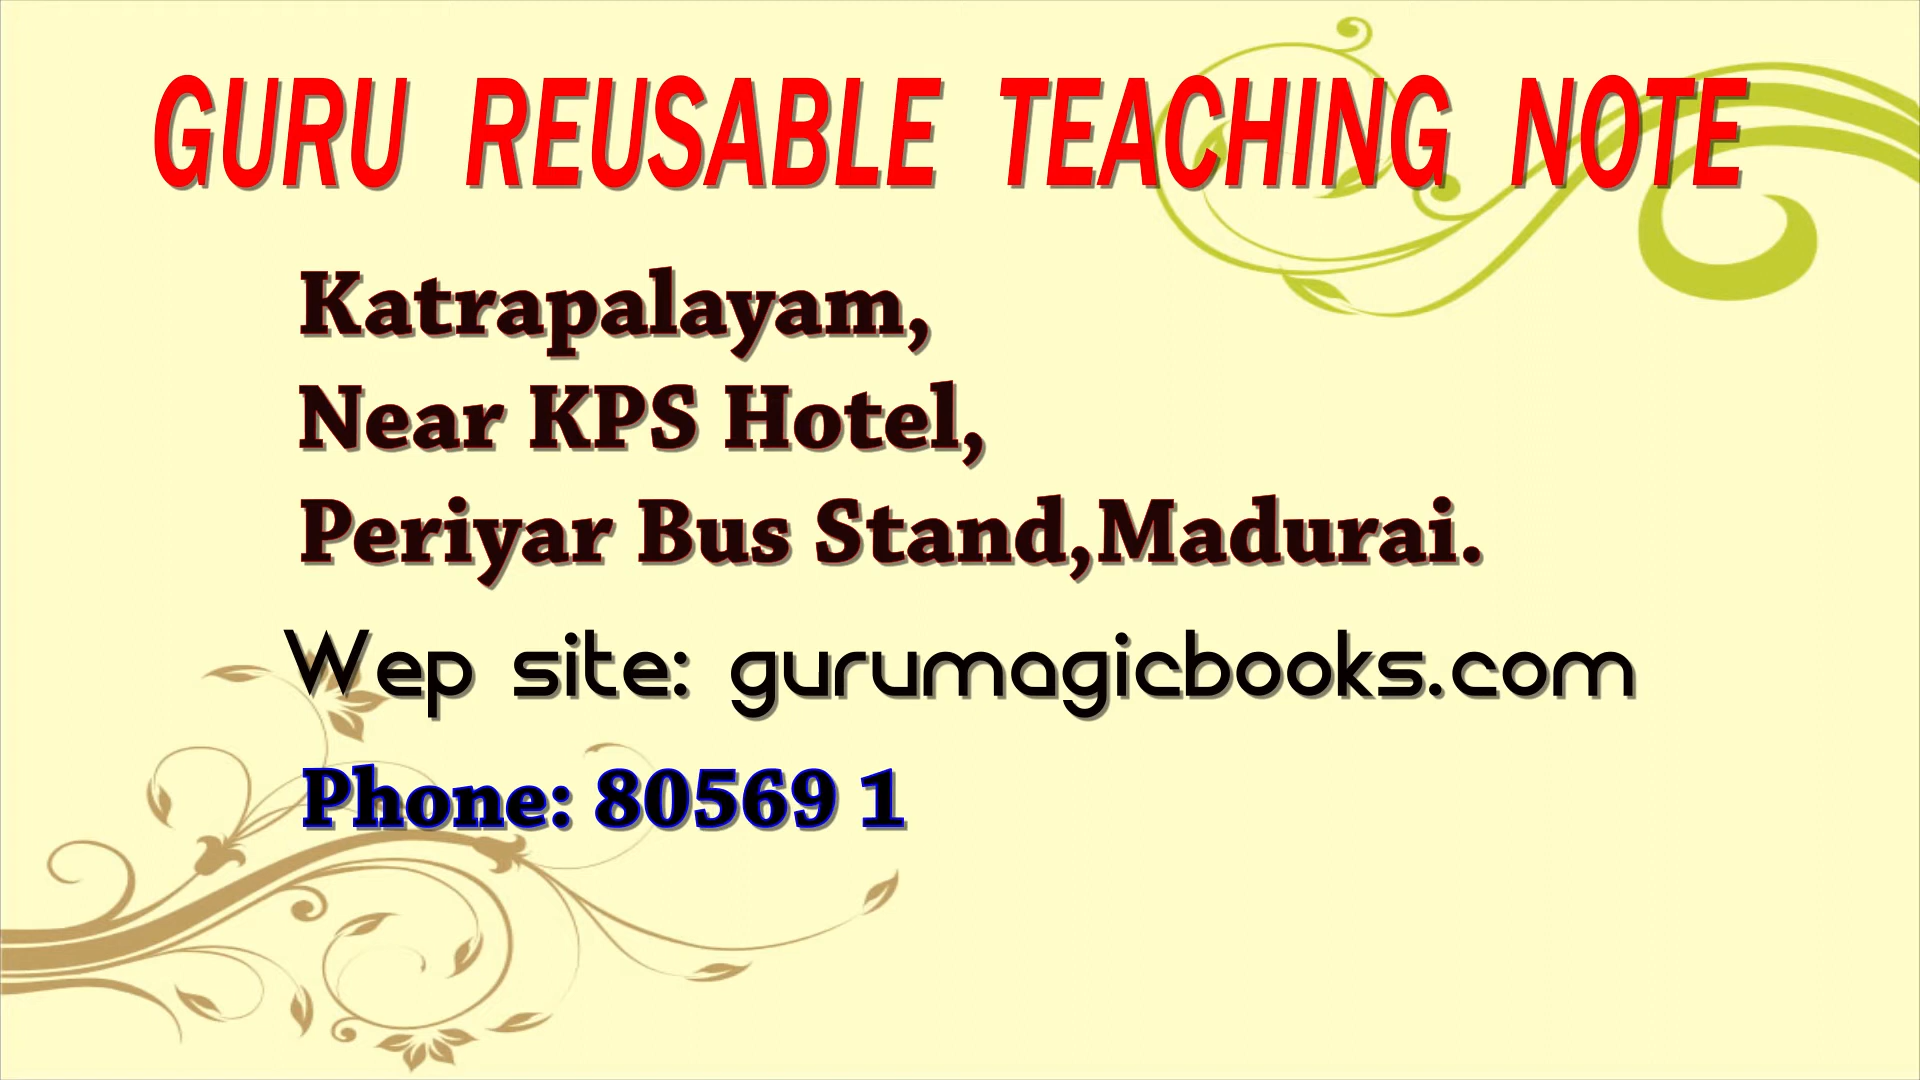 GURU REUSABLE TEACHING NOTE
Katrapalayam,
Near KPS Hotel,
Periyar Bus Stand,Madurai.
Wep site: gurumagicbooks.com
Phone: 80569 1